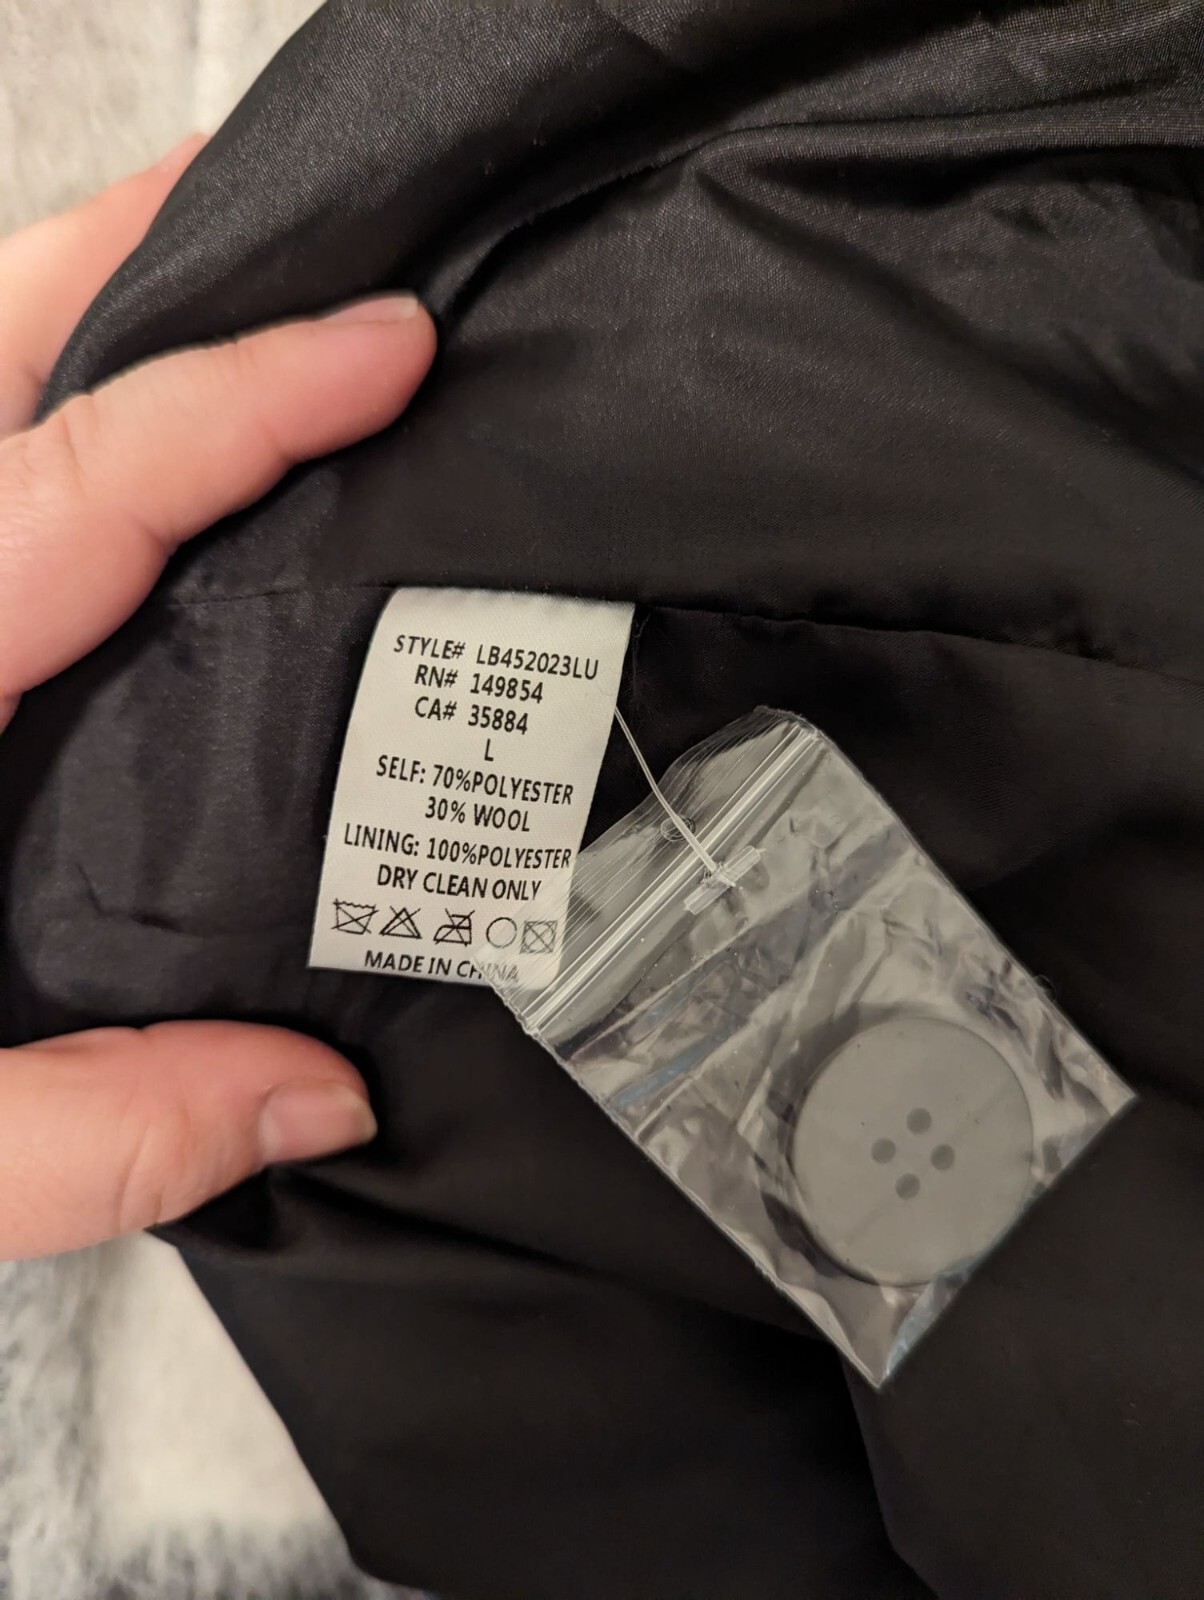 STYLE# LB452023LU
RN# 149854
CA# 35884
L
SELF: 70%POLYESTER
30% WOOL
LINING: 100%POLYESTER
DRY CLEAN ONLY
MADE IN CHINA